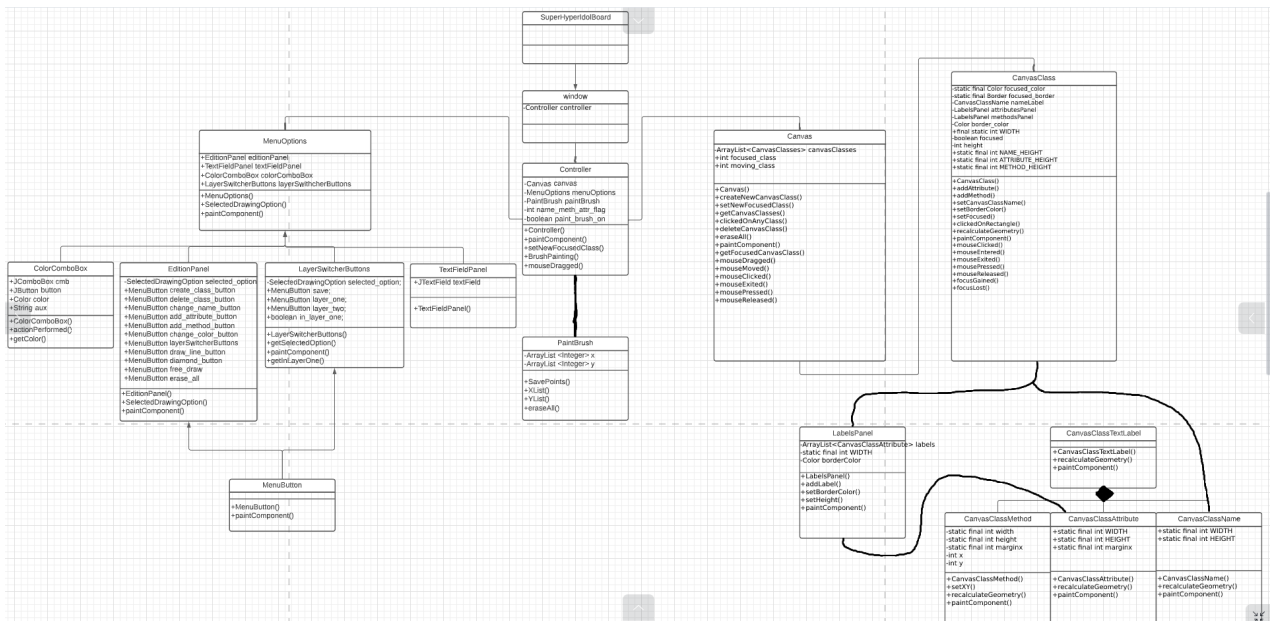 SuperHyperIdolBoard
window
-Controller controller
Controller
-Canvas canvas
-MenuOptions menuOptions
-PaintBrush paintBrush
-int name_meth_attr_flag
-boolean paint_brush_on
+Controller()
+paintComponent()
+setNewFocusedClass()
+BrushPainting()
+mouseDragged()
MenuOptions
+EditionPanel editionPanel
+TextFieldPanel textFieldPanel
+ColorComboBox colorComboBox
+LayerSwitcherButtons layerSwithcherButtons
+MenuOptions()
+SelectedDrawingOption()
+paintComponent()
ColorComboBox
+JComboBox cmb
+JButton button
+Color color
+String aux
+ColorComboBox()
+actionPerformed()
+getColor()
EditionPanel
-SelectedDrawingOption selected_option
+MenuButton create_class_button
+MenuButton delete_class_button
+MenuButton change_name_button
+MenuButton add_attribute_button
+MenuButton add_method_button
+MenuButton change_color_button
+MenuButton layerSwitcherButtons
+MenuButton draw_line_button
+MenuButton diamond_button
+MenuButton free_draw
+MenuButton erase_all
+EditionPanel()
+SelectedDrawingOption()
+paintComponent()
LayerSwitcherButtons
-SelectedDrawingOption selected_option;
+MenuButton save;
+MenuButton layer_one;
+MenuButton layer_two;
+boolean in_layer_one;
+LayerSwitcherButtons()
+getSelectedOption()
+paintComponent()
+getInLayerOne()
TextFieldPanel
+JTextField textField
+TextFieldPanel()
PaintBrush
-ArrayList <Integer> x
-ArrayList <Integer> y
+SavePoints()
+XList()
+YList()
+eraseAll()
MenuButton
+MenuButton()
+paintComponent()
Canvas
-ArrayList<CanvasClasses> canvasClasses
+int focused_class
+int moving_class
+Canvas()
+createNewCanvasClass()
+setNewFocusedClass()
+getCanvasClasses()
+clickedOnAnyClass()
+deleteCanvasClass()
+eraseAll()
+paintComponent()
+getFocusedCanvasClass()
+mouseDragged()
+mouseMoved()
+mouseClicked()
+mouseExited()
+mousePressed()
+mouseReleased()
CanvasClass
-static final Color focused_color
-static final Border focused_border
-CanvasClassName nameLabel
-LabelsPanel attributesPanel
-LabelsPanel methodsPanel
-Color border_color
+final static int WIDTH
-boolean focused
-int height
+static final int NAME_HEIGHT
+static final int ATTRIBUTE_HEIGHT
+static final int METHOD_HEIGHT
+CanvasClass()
+addAttribute()
+addMethod()
+setCanvasClassName()
+setBorderColor()
+setFocused()
+clickedOnRectangle()
+recalculateGeometry()
+paintComponent()
+mouseClicked()
+mouseEntered()
+mouseExited()
+mousePressed()
+mouseReleased()
+focusGained()
+focusLost()
LabelsPanel
-ArrayList<CanvasClassAttribute> labels
-static final int WIDTH
-Color borderColor
+LabelsPanel()
+addLabel()
+setBorderColor()
+setHeight()
+paintComponent()
CanvasClassTextLabel
+CanvasClassTextLabel()
+recalculateGeometry()
+paintComponent()
CanvasClassMethod
-static final int width
-static final int height
-static final int marginx
-int x
-int y
+CanvasClassMethod()
+setXY()
+recalculateGeometry()
+paintComponent()
CanvasClassAttribute
+static final int WIDTH
+static final int HEIGHT
+static final int marginx
+CanvasClassAttribute()
+recalculateGeometry()
+paintComponent()
CanvasClassName
+static final int WIDTH
+static final int HEIGHT
+CanvasClassName()
+recalculateGeometry()
+paintComponent()